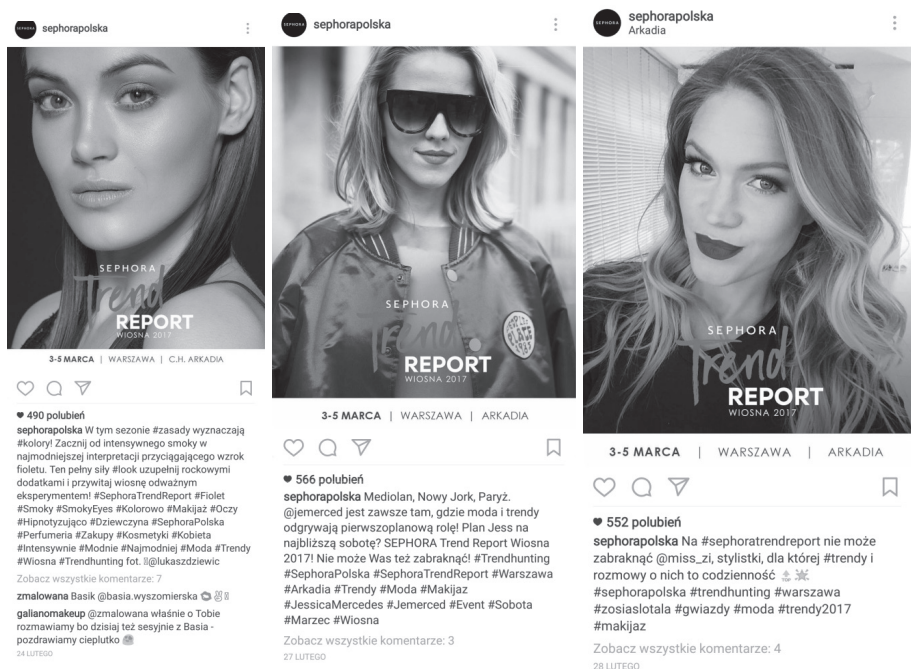 SEPHORA
sephorapolska
SEPHORA
Trend
REPORT
WIOSNA 2017
3-5 MARCA | WARSZAWA | C.H. ARKADIA
490 polubień
sephorapolska W tym sezonie #zasady wyznaczają
#kolory! Zacznij od intensywnego smoky w
najmodniejszej interpretacji przyciągającego wzrok
fioletu. Ten pełny siły #look uzupełnij rockowymi
dodatkami i przywitaj wiosnę odważnym
eksperymentem! #SephoraTrendReport #Fiolet
#Smoky #SmokyEyes #Kolorowo #Makijaż #Oczy
#Hipnotyzująco #Dziewczyna #SephoraPolska
#Perfumeria #Zakupy #Kosmetyki #Kobieta
#Intensywnie #Modnie #Najmodniej #Moda #Trendy
#Wiosna #Trendhunting fot. @lukaszdziewic
Zobacz wszystkie komentarze: 7
zmalowana Basik @basia.wyszomierska
galianomakeup @zmalowana właśnie o Tobie
rozmawiamy bo dzisiaj też sesyjnie z Basia -
pozdrawiamy cieplutko
24 LUTEGO
SEPHORA
sephorapolska
SEPHORA
Trend
REPORT
WIOSNA 2017
3-5 MARCA | WARSZAWA | ARKADIA
566 polubień
sephorapolska Mediolan, Nowy Jork, Paryż.
@jemerced jest zawsze tam, gdzie moda i trendy
odgrywają pierwszoplanową rolę! Plan Jess na
najbliższą sobotę? SEPHORA Trend Report Wiosna
2017! Nie może Was też zabraknąć! #Trendhunting
#SephoraPolska #SephoraTrendReport #Warszawa
#Arkadia #Trendy #Moda #Makijaz
#JessicaMercedes #Jemerced #Event #Sobota
#Marzec #Wiosna
Zobacz wszystkie komentarze: 3
27 LUTEGO
SEPHORA
sephorapolska
Arkadia
SEPHORA
Trend
REPORT
WIOSNA 2017
3-5 MARCA | WARSZAWA | ARKADIA
552 polubień
sephorapolska Na #sephoratrendreport nie może
zabraknąć @miss_zi, stylistki, dla której #trendy i
rozmowy o nich to codzienność
#sephorapolska #trendhunting #warszawa
#zosiaslotala #gwiazdy #moda #trendy2017
#makijaz
Zobacz wszystkie komentarze: 4
28 LUTEGO